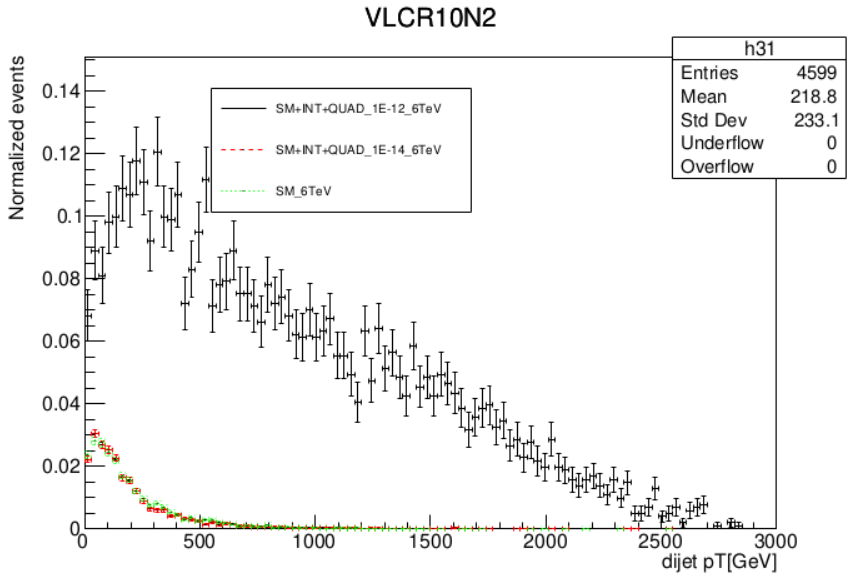 VLCR10N2
h31
Entries 4599
Mean 218.8
Std Dev 233.1
Underflow 0
Overflow 0
SM+INT+QUAD_1E-12_6TeV
SM+INT+QUAD_1E-14_6TeV
SM_6TeV
Normalized events
0.14
0.12
0.1
0.08
0.06
0.04
0.02
0
0 500 1000 1500 2000 2500 3000
dijet pT[GeV]